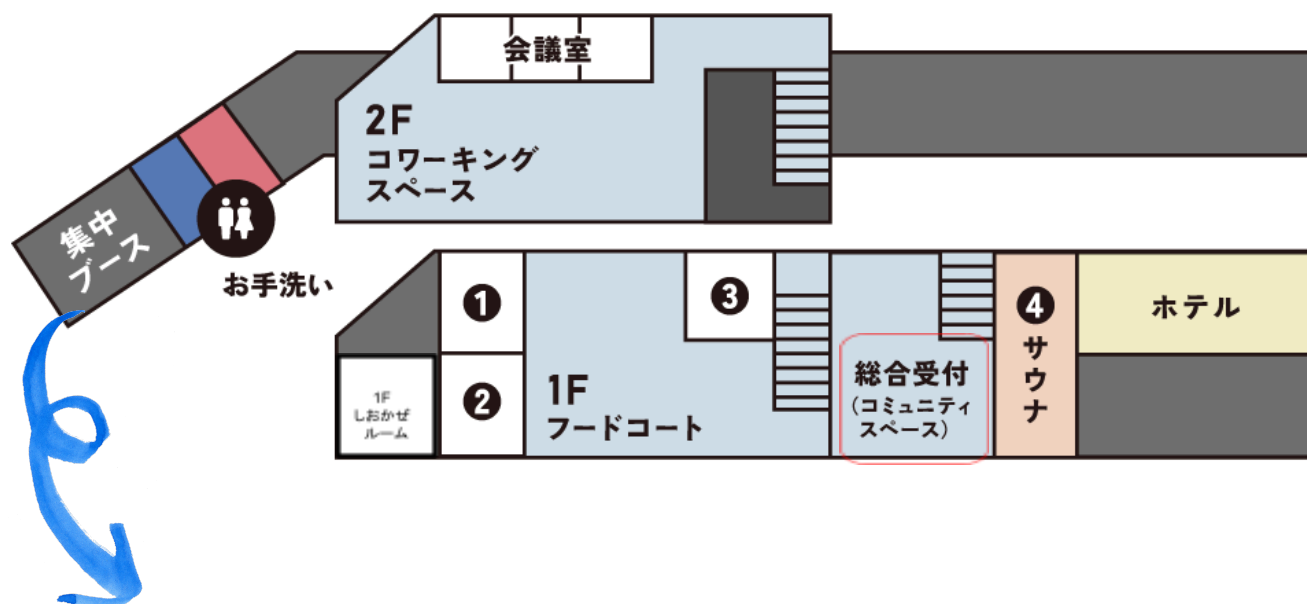 会議室
2F
コワーキング
スペース
集中
ブース
お手洗い
❶
❷
❸
1F
フードコート
1F
しおかぜ
ルーム
総合受付
(コミュニティ
スペース)
❹
サウナ
ホテル